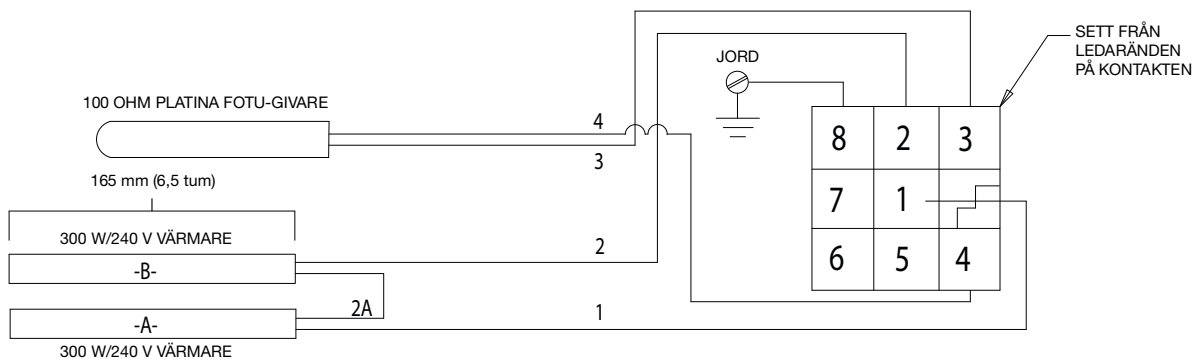 SETT FRÅN
LEDARÄNDEN
PÅ KONTAKTEN
JORD
100 OHM PLATINA FOTU-GIVARE
4
3
8 2 3
7 1
6 5 4
165 mm (6,5 tum)
300 W/240 V VÄRMARE
-B-
2
2A
-A-
1
300 W/240 V VÄRMARE